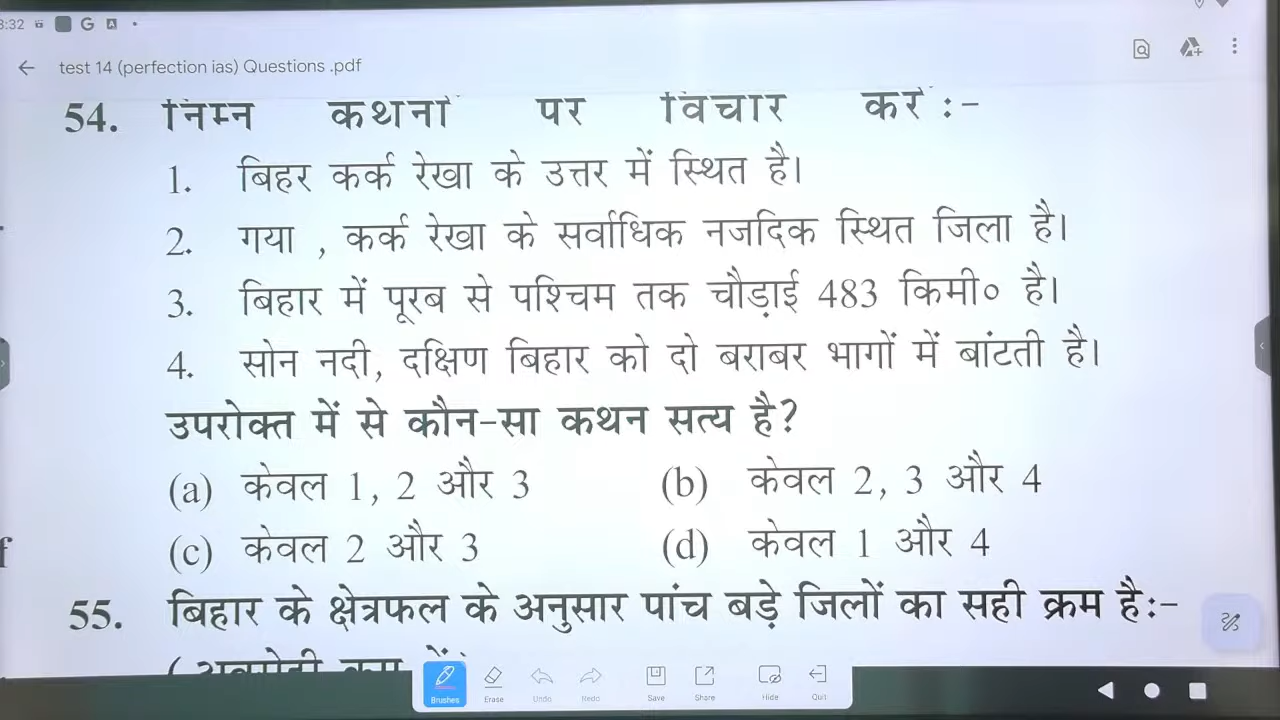 3:32
test 14 (perfection ias) Questions .pdf
54. निम्न कथनों पर विचार करें :-
1. बिहर कर्क रेखा के उत्तर में स्थित है।
2. गया , कर्क रेखा के सर्वाधिक नजदिक स्थित जिला है।
3. बिहार में पूरब से पश्चिम तक चौड़ाई 483 किमी० है।
4. सोन नदी, दक्षिण बिहार को दो बराबर भागों में बांटती है।
उपरोक्त में से कौन-सा कथन सत्य है?
(a) केवल 1, 2 और 3 (b) केवल 2, 3 और 4
(c) केवल 2 और 3 (d) केवल 1 और 4
55. बिहार के क्षेत्रफल के अनुसार पांच बड़े जिलों का सही क्रम है:-
Brushes Erase Undo Redo Save Share Hide Quit